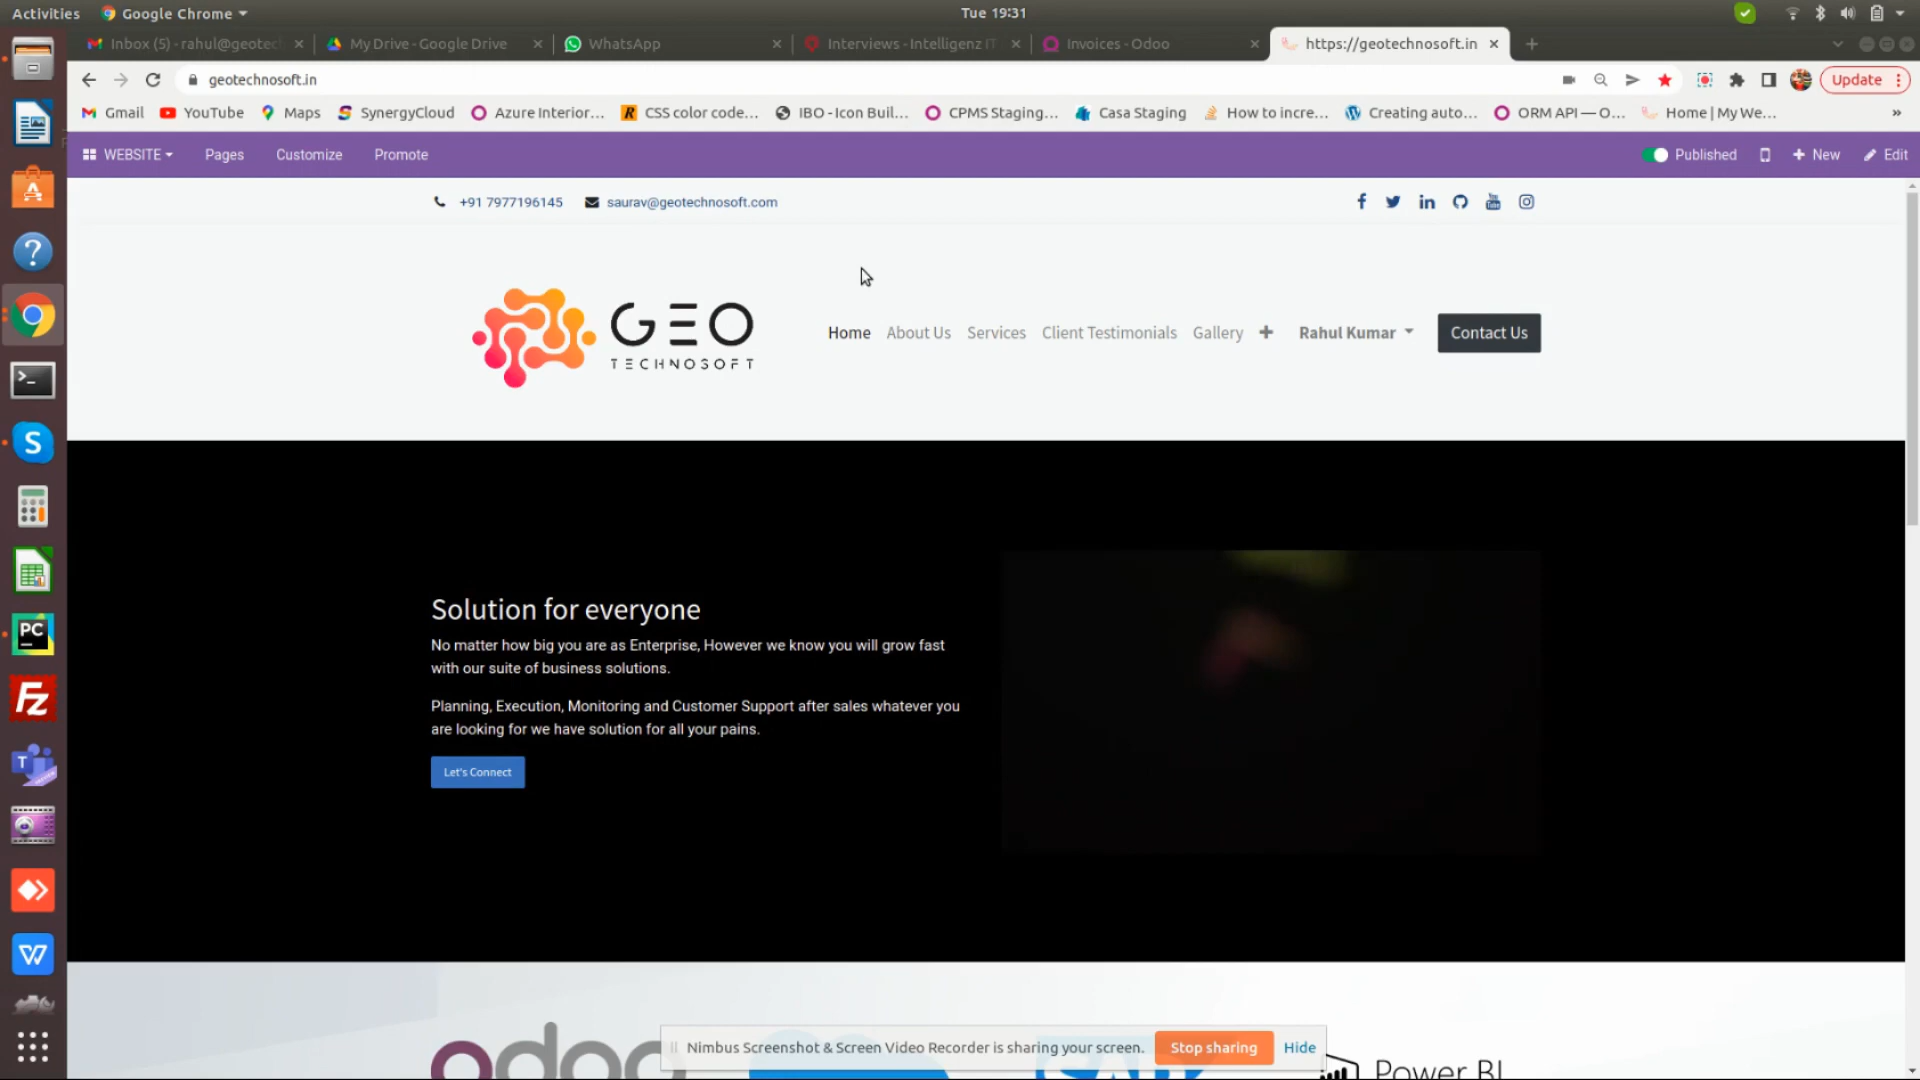 Activities
Google Chrome
Tue 19:31
Inbox (5) - rahul@geotec
My Drive - Google Drive
WhatsApp
Interviews - Intelligenz IT
Invoices - Odoo
https://geotechnosoft.in
geotechnosoft.in
Update
Gmail
YouTube
Maps
SynergyCloud
Azure Interior...
CSS color code...
IBO - Icon Buil...
CPMS Staging...
Casa Staging
How to incre...
Creating auto...
ORM API — O...
Home | My We...
»
WEBSITE
Pages
Customize
Promote
Published
New
Edit
+91 7977196145
saurav@geotechnosoft.com
GEO
TECHNOSOFT
Home
About Us
Services
Client Testimonials
Gallery
Rahul Kumar
Contact Us
Solution for everyone
No matter how big you are as Enterprise, However we know you will grow fast
with our suite of business solutions.
Planning, Execution, Monitoring and Customer Support after sales whatever you
are looking for we have solution for all your pains.
Let's Connect
odoo
Nimbus Screenshot & Screen Video Recorder is sharing your screen.
Stop sharing
Hide
Power BI